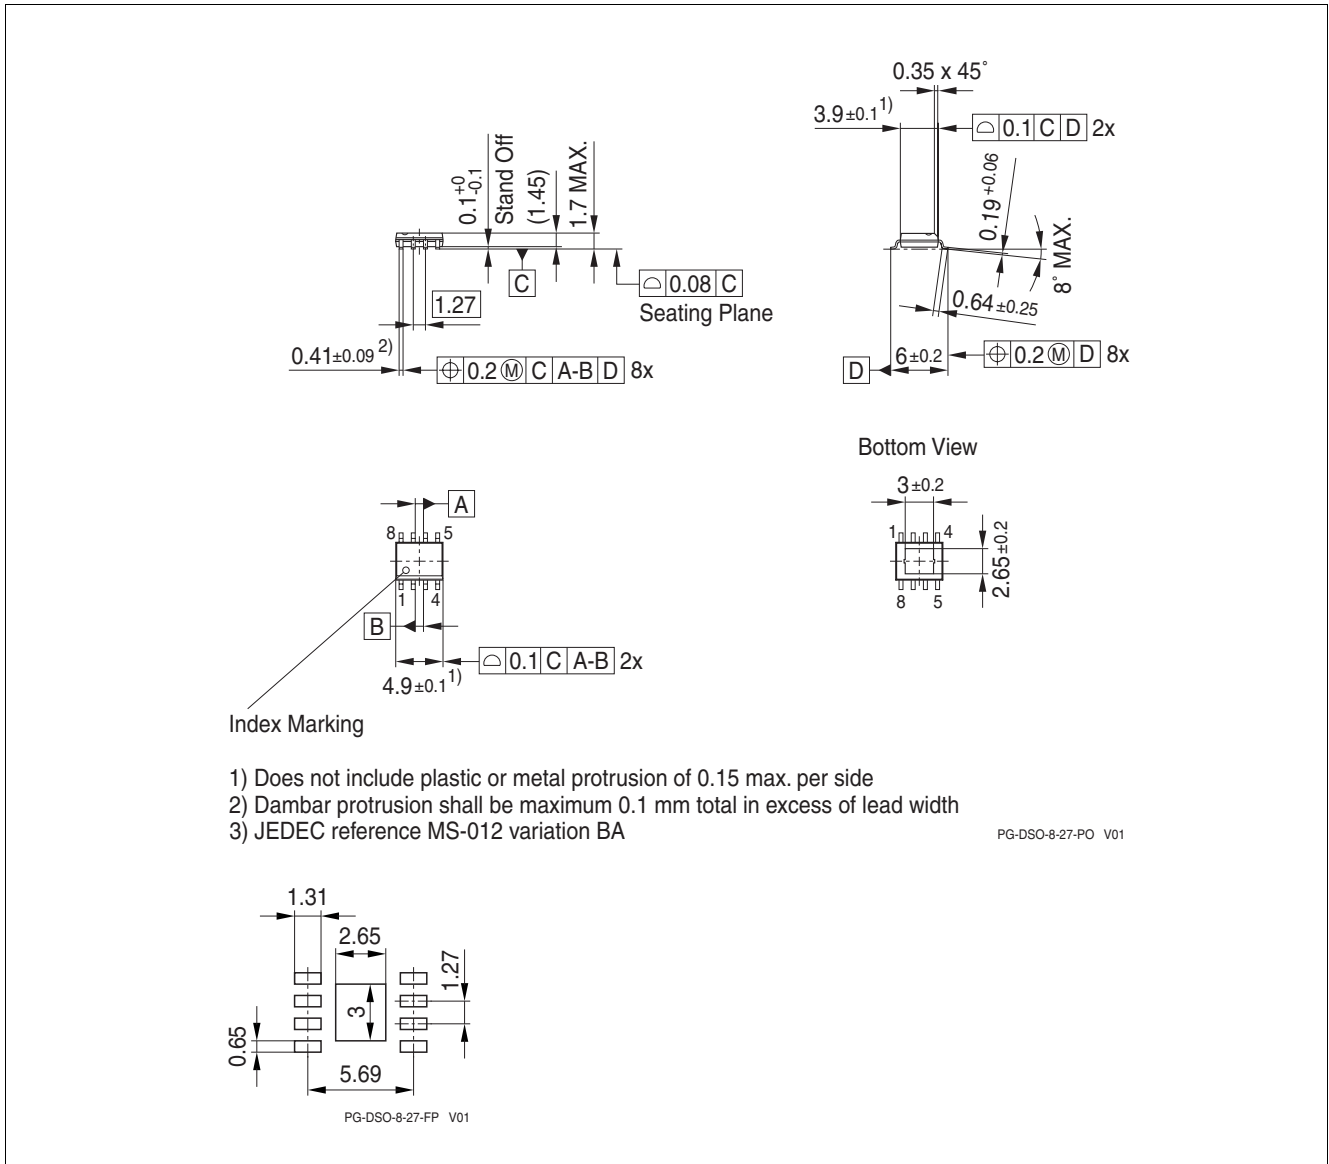 0.35 x 45°
3.9±0.1 1)
0.1 C D 2x
0.1 +0 -0.1
Stand Off
(1.45)
1.7 MAX.
0.19 +0.06
8° MAX.
C
0.08 C
Seating Plane
1.27
0.64 ±0.25
0.41±0.09 2)
0.2 M C A-B D 8x
D
6±0.2
0.2 M D 8x
Bottom View
3±0.2
A
8 5
1 4
2.65±0.2
1 4
8 5
B
0.1 C A-B 2x
4.9±0.1 1)
Index Marking
1) Does not include plastic or metal protrusion of 0.15 max. per side
2) Dambar protrusion shall be maximum 0.1 mm total in excess of lead width
3) JEDEC reference MS-012 variation BA
PG-DSO-8-27-PO V01
1.31
2.65
1.27
3
0.65
5.69
PG-DSO-8-27-FP V01